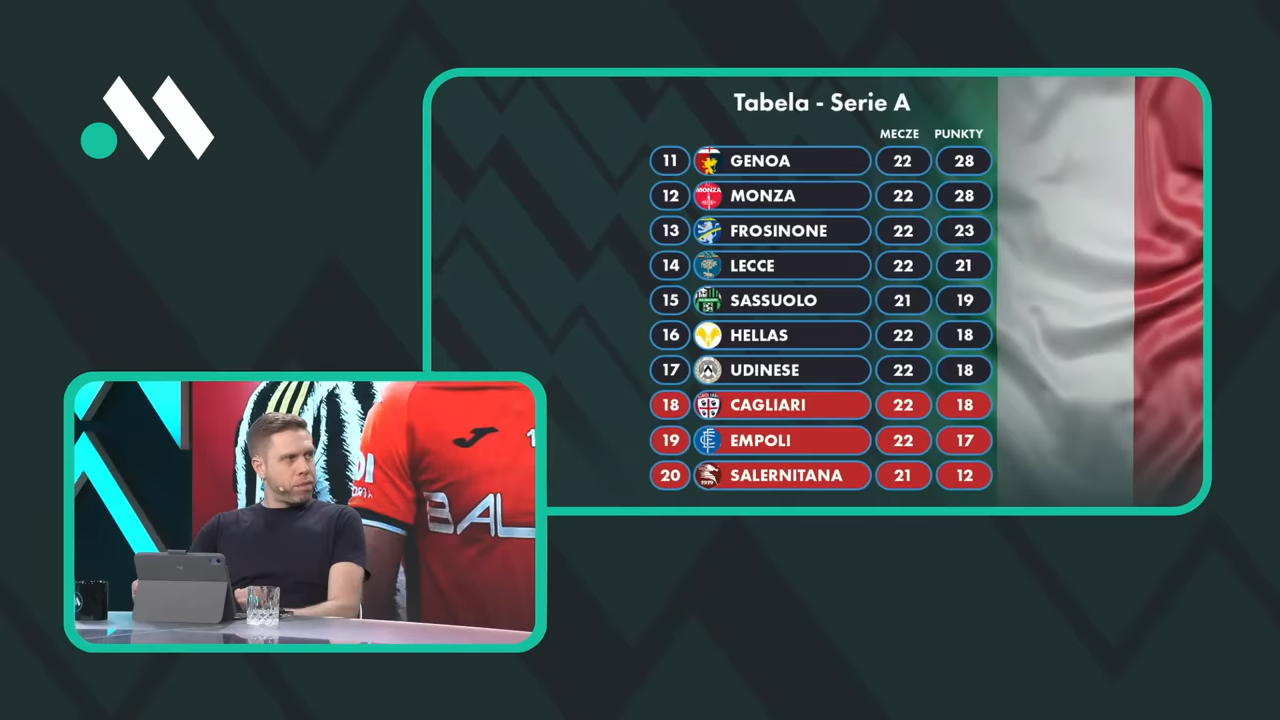 Tabela - Serie A
MECZE PUNKTY
11 GENOA 22 28
12 MONZA 22 28
13 FROSINONE 22 23
14 LECCE 22 21
15 SASSUOLO 21 19
16 HELLAS 22 18
17 UDINESE 22 18
18 CAGLIARI 22 18
19 EMPOLI 22 17
20 SALERNITANA 21 12
BAL